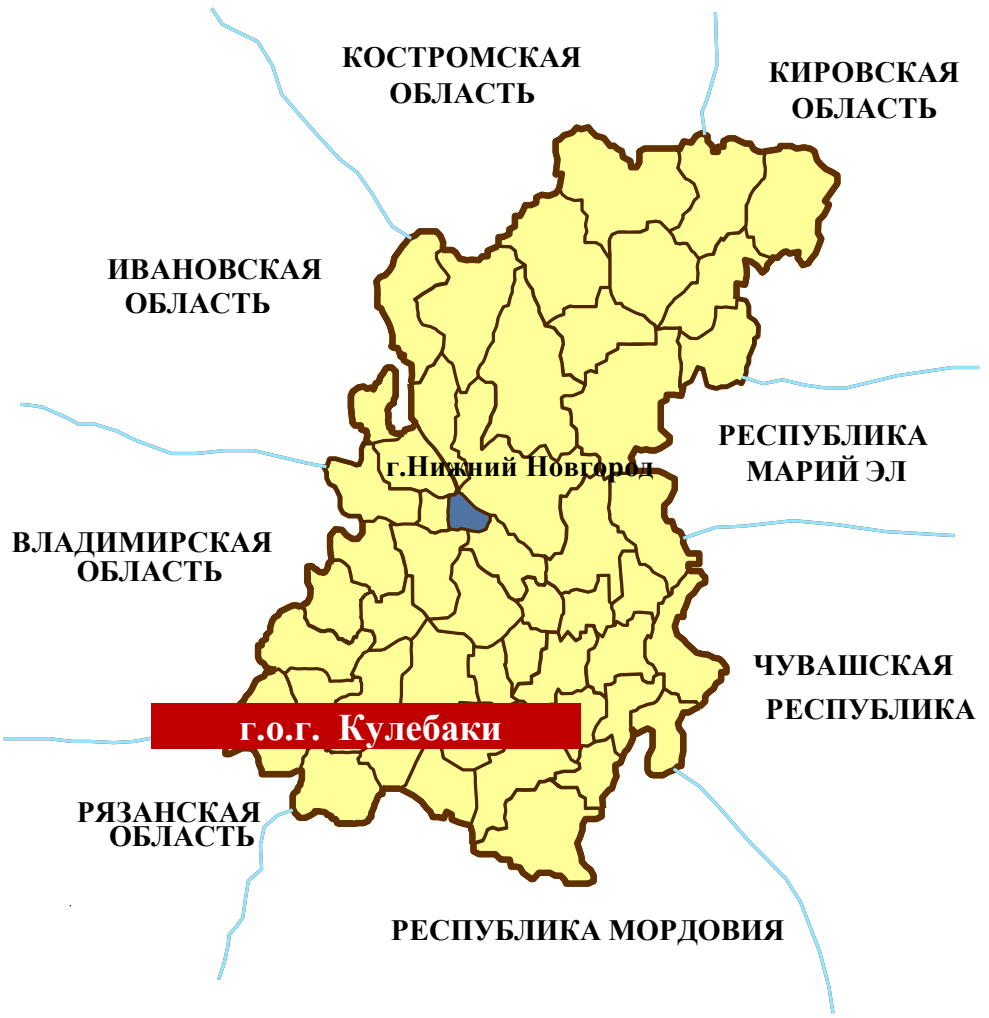 КОСТРОМСКАЯ
ОБЛАСТЬ
КИРОВСКАЯ
ОБЛАСТЬ
ИВАНОВСКАЯ
ОБЛАСТЬ
РЕСПУБЛИКА
МАРИЙ ЭЛ
г.Нижний Новгород
ВЛАДИМИРСКАЯ
ОБЛАСТЬ
ЧУВАШСКАЯ
РЕСПУБЛИКА
г.о.г. Кулебаки
РЯЗАНСКАЯ
ОБЛАСТЬ
РЕСПУБЛИКА МОРДОВИЯ